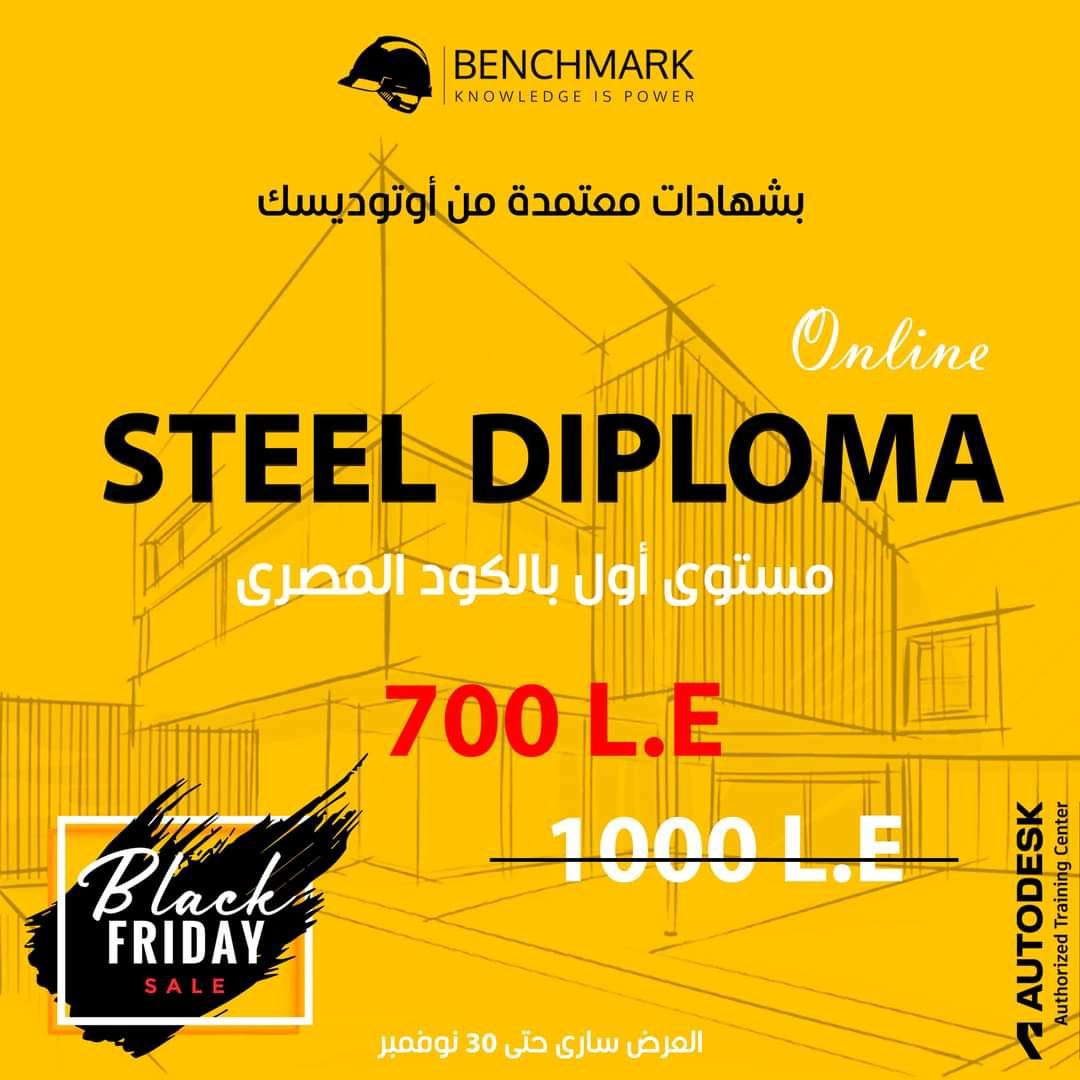 BENCHMARK
KNOWLEDGE IS POWER
بشهادات معتمدة من أوتوديسك
Online
STEEL DIPLOMA
مستوى أول بالكود المصرى
700 L.E
1000 L.E
Black
FRIDAY
SALE
AUTODESK
Authorized Training Center
العرض سارى حتى 30 نوفمبر